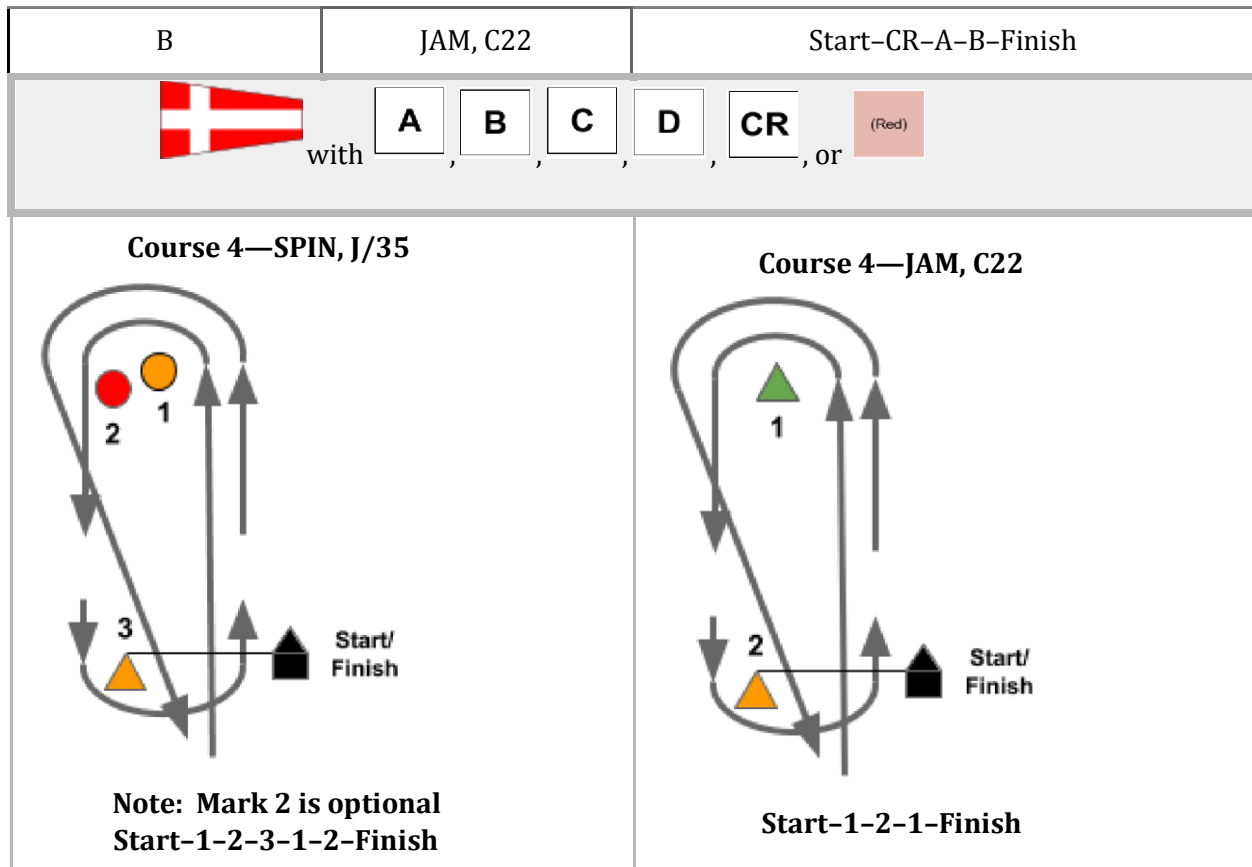 B JAM, C22 Start–CR–A–B–Finish
with A, B, C, D, CR, or (Red)
Course 4—SPIN, J/35
1
2
3
Start/
Finish
Note: Mark 2 is optional
Start–1–2–3–1–2–Finish
Course 4—JAM, C22
1
2
Start/
Finish
Start–1–2–1–Finish